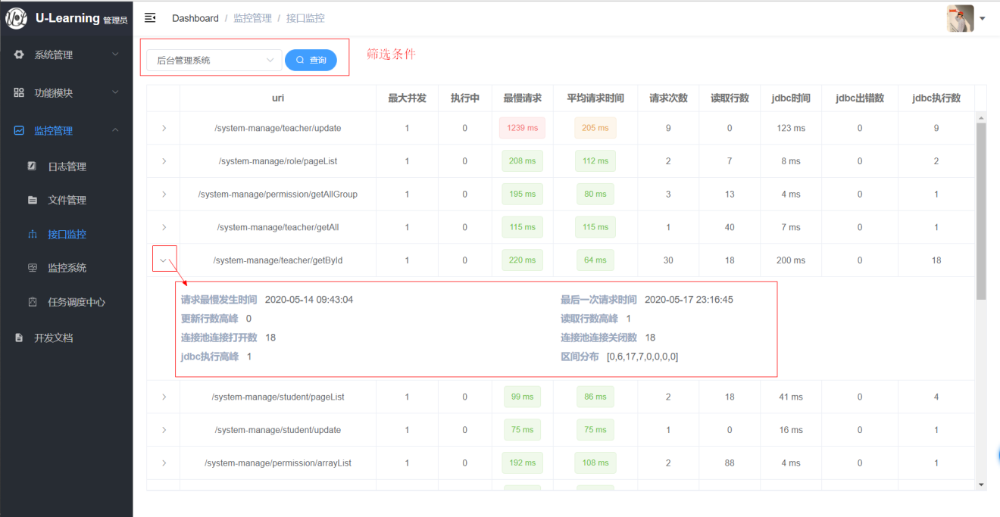 U-Learning 管理员
Dashboard / 监控管理 / 接口监控
系统管理
功能模块
监控管理
日志管理
文件管理
接口监控
监控系统
任务调度中心
开发文档
后台管理系统 查询 筛选条件
uri 最大并发 执行中 最慢请求 平均请求时间 请求次数 读取行数 jdbc时间 jdbc出错数 jdbc执行数
/system-manage/teacher/update 1 0 1239 ms 205 ms 9 0 123 ms 0 9
/system-manage/role/pageList 1 0 208 ms 112 ms 2 7 8 ms 0 2
/system-manage/permission/getAllGroup 1 0 195 ms 80 ms 3 13 4 ms 0 1
/system-manage/teacher/getAll 1 0 115 ms 115 ms 1 40 7 ms 0 1
/system-manage/teacher/getById 1 0 220 ms 64 ms 30 18 200 ms 0 18
请求最慢发生时间 2020-05-14 09:43:04 最后一次请求时间 2020-05-17 23:16:45
更新行数高峰 0 读取行数高峰 1
连接池连接打开数 18 连接池连接关闭数 18
jdbc执行高峰 1 区间分布 [0,6,17,7,0,0,0,0]
/system-manage/student/pageList 1 0 99 ms 86 ms 2 18 41 ms 0 4
/system-manage/student/update 1 0 75 ms 75 ms 1 0 16 ms 0 1
/system-manage/permission/arrayList 1 0 192 ms 108 ms 2 88 4 ms 0 1